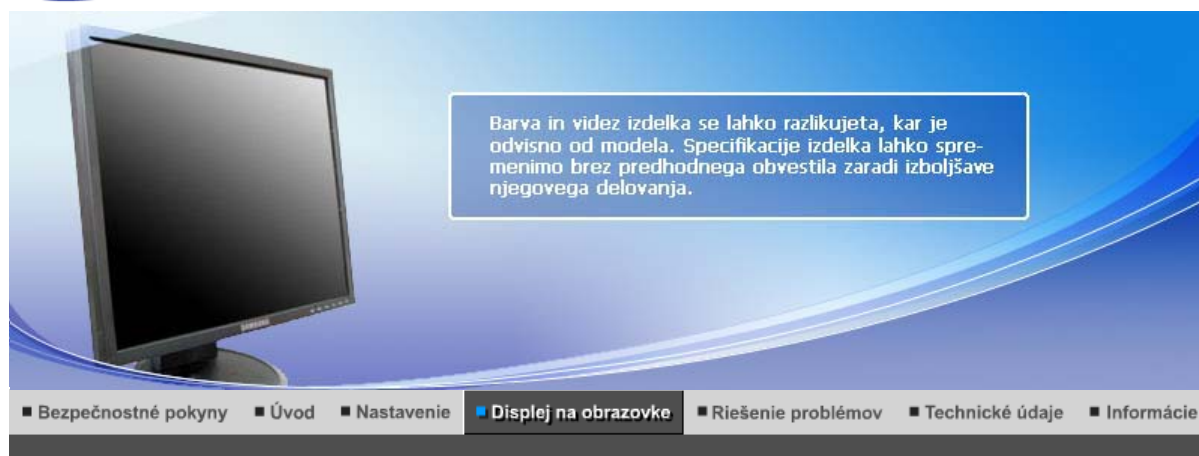 Barva in videz izdelka se lahko razlikujeta, kar je
odvisno od modela. Specifikacije izdelka lahko spre-
menimo brez predhodnega obvestila zaradi izboljšave
njegovega delovanja.
SAMSUNG
Bezpečnostné pokyny Úvod Nastavenie Displej na obrazovke Riešenie problémov Technické údaje Informácie